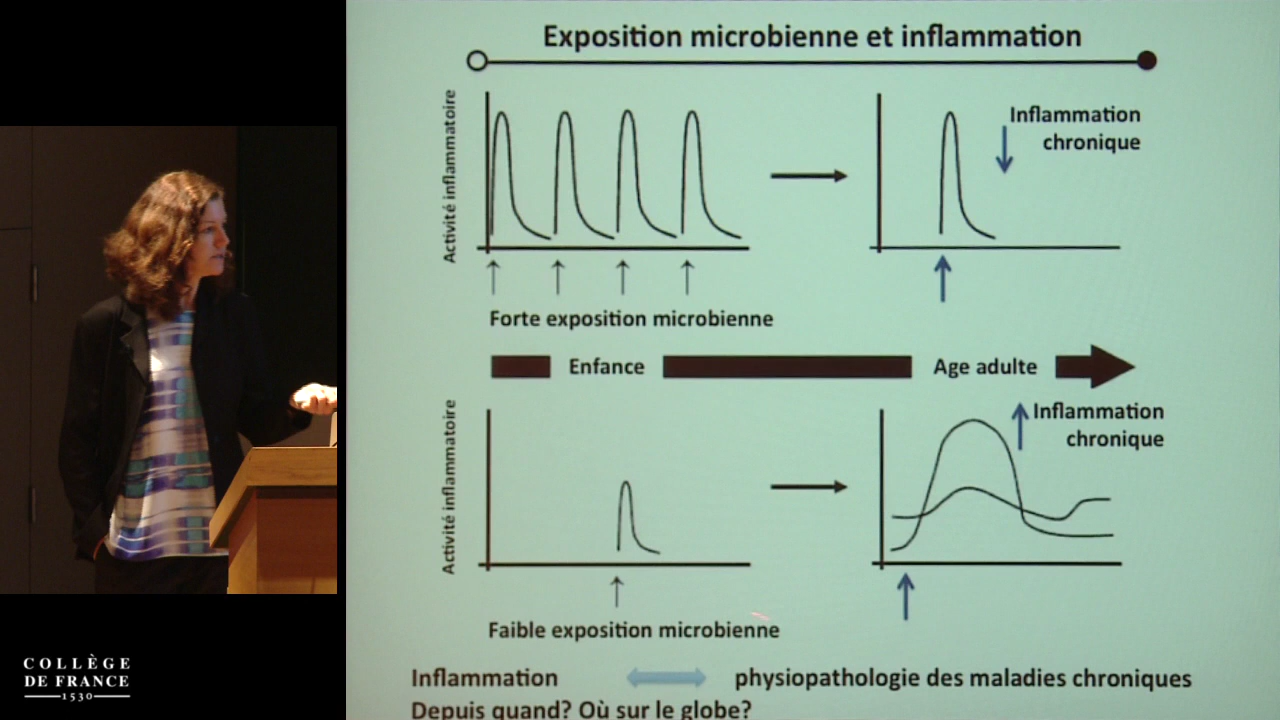 Exposition microbienne et inflammation
Activité inflammatoire
Inflammation
chronique
Forte exposition microbienne
Enfance
Age adulte
Activité inflammatoire
Inflammation
chronique
Faible exposition microbienne
Inflammation
physiopathologie des maladies chroniques
Depuis quand? Où sur le globe?
COLLÈGE
DE FRANCE
1530